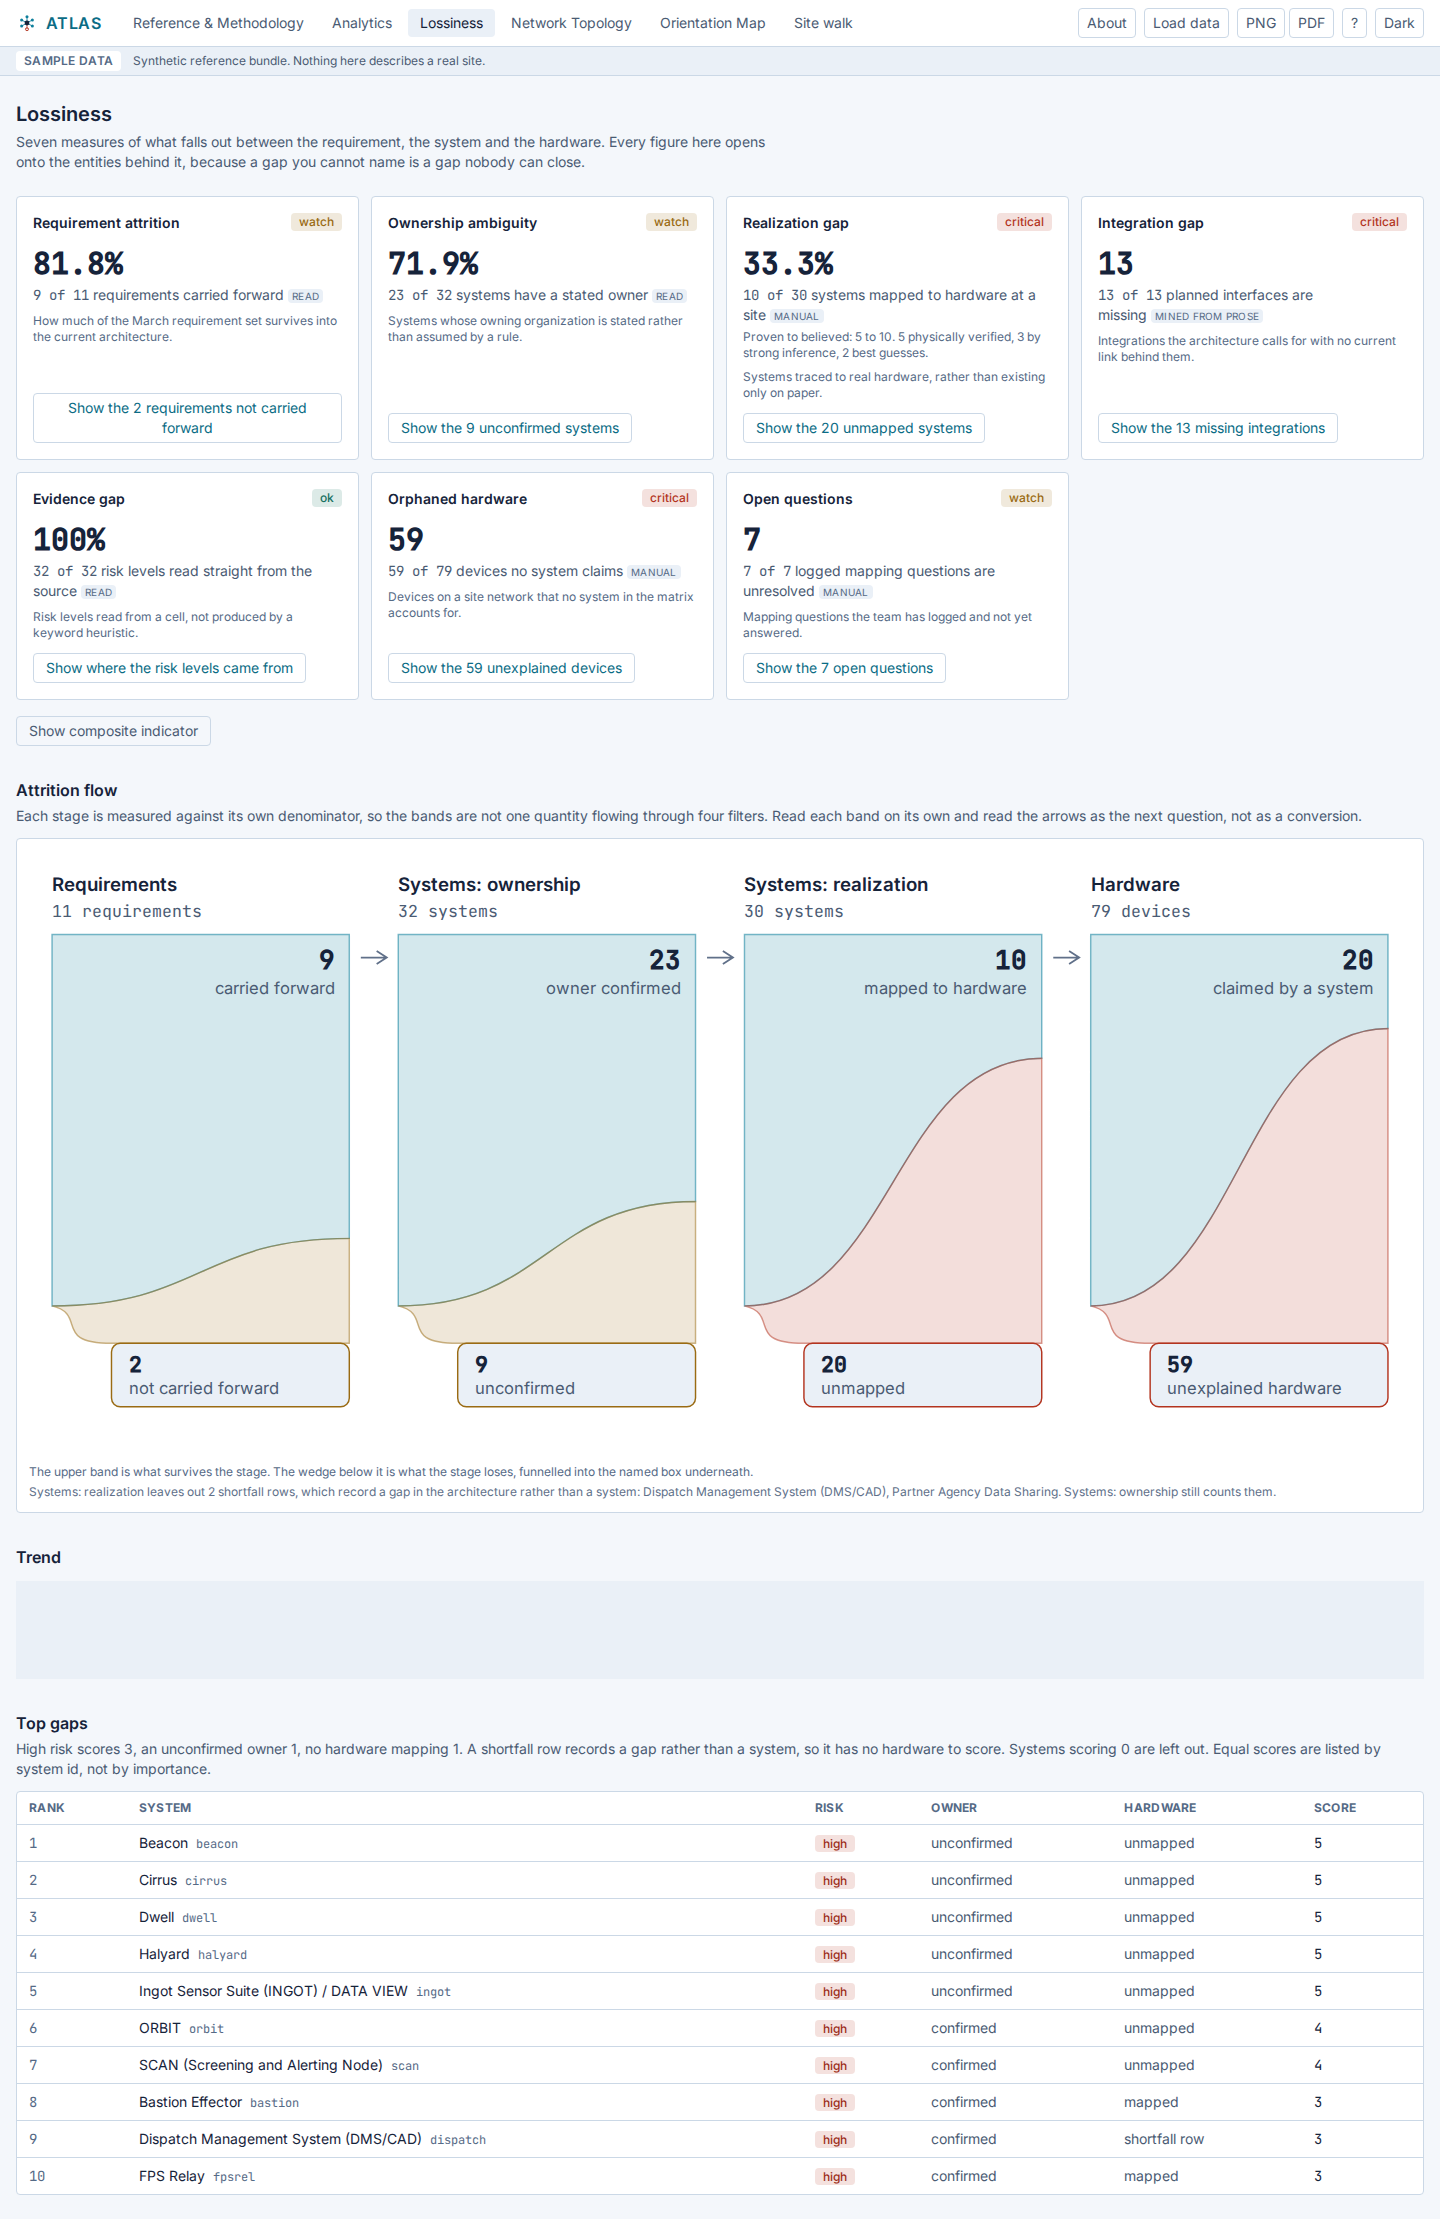 ATLAS Reference & Methodology Analytics Lossiness Network Topology Orientation Map Site walk About Load data PNG PDF ? Dark
SAMPLE DATA Synthetic reference bundle. Nothing here describes a real site.
Lossiness
Seven measures of what falls out between the requirement, the system and the hardware. Every figure here opens
onto the entities behind it, because a gap you cannot name is a gap nobody can close.
Requirement attrition watch
81.8%
9 of 11 requirements carried forward READ
How much of the March requirement set survives into
the current architecture.
Show the 2 requirements not carried
forward
Ownership ambiguity watch
71.9%
23 of 32 systems have a stated owner READ
Systems whose owning organization is stated rather
than assumed by a rule.
Show the 9 unconfirmed systems
Realization gap critical
33.3%
10 of 30 systems mapped to hardware at a
site MANUAL
Proven to believed: 5 to 10. 5 physically verified, 3 by
strong inference, 2 best guesses.
Systems traced to real hardware, rather than existing
only on paper.
Show the 20 unmapped systems
Integration gap critical
13
13 of 13 planned interfaces are
missing MINED FROM PROSE
Integrations the architecture calls for with no current
link behind them.
Show the 13 missing integrations
Evidence gap ok
100%
32 of 32 risk levels read straight from the
source READ
Risk levels read from a cell, not produced by a
keyword heuristic.
Show where the risk levels came from
Orphaned hardware critical
59
59 of 79 devices no system claims MANUAL
Devices on a site network that no system in the matrix
accounts for.
Show the 59 unexplained devices
Open questions watch
7
7 of 7 logged mapping questions are
unresolved MANUAL
Mapping questions the team has logged and not yet
answered.
Show the 7 open questions
Show composite indicator
Attrition flow
Each stage is measured against its own denominator, so the bands are not one quantity flowing through four filters. Read each band on its own and read the arrows as the next question, not as a conversion.
Requirements
11 requirements
9
carried forward
2
not carried forward
Systems: ownership
32 systems
23
owner confirmed
9
unconfirmed
Systems: realization
30 systems
10
mapped to hardware
20
unmapped
Hardware
79 devices
20
claimed by a system
59
unexplained hardware
The upper band is what survives the stage. The wedge below it is what the stage loses, funnelled into the named box underneath.
Systems: realization leaves out 2 shortfall rows, which record a gap in the architecture rather than a system: Dispatch Management System (DMS/CAD), Partner Agency Data Sharing. Systems: ownership still counts them.
Trend
Top gaps
High risk scores 3, an unconfirmed owner 1, no hardware mapping 1. A shortfall row records a gap rather than a system, so it has no hardware to score. Systems scoring 0 are left out. Equal scores are listed by
system id, not by importance.
RANK SYSTEM RISK OWNER HARDWARE SCORE
1 Beacon beacon high unconfirmed unmapped 5
2 Cirrus cirrus high unconfirmed unmapped 5
3 Dwell dwell high unconfirmed unmapped 5
4 Halyard halyard high unconfirmed unmapped 5
5 Ingot Sensor Suite (INGOT) / DATA VIEW ingot high unconfirmed unmapped 5
6 ORBIT orbit high confirmed unmapped 4
7 SCAN (Screening and Alerting Node) scan high confirmed unmapped 4
8 Bastion Effector bastion high confirmed mapped 3
9 Dispatch Management System (DMS/CAD) dispatch high confirmed shortfall row 3
10 FPS Relay fpsrel high confirmed mapped 3